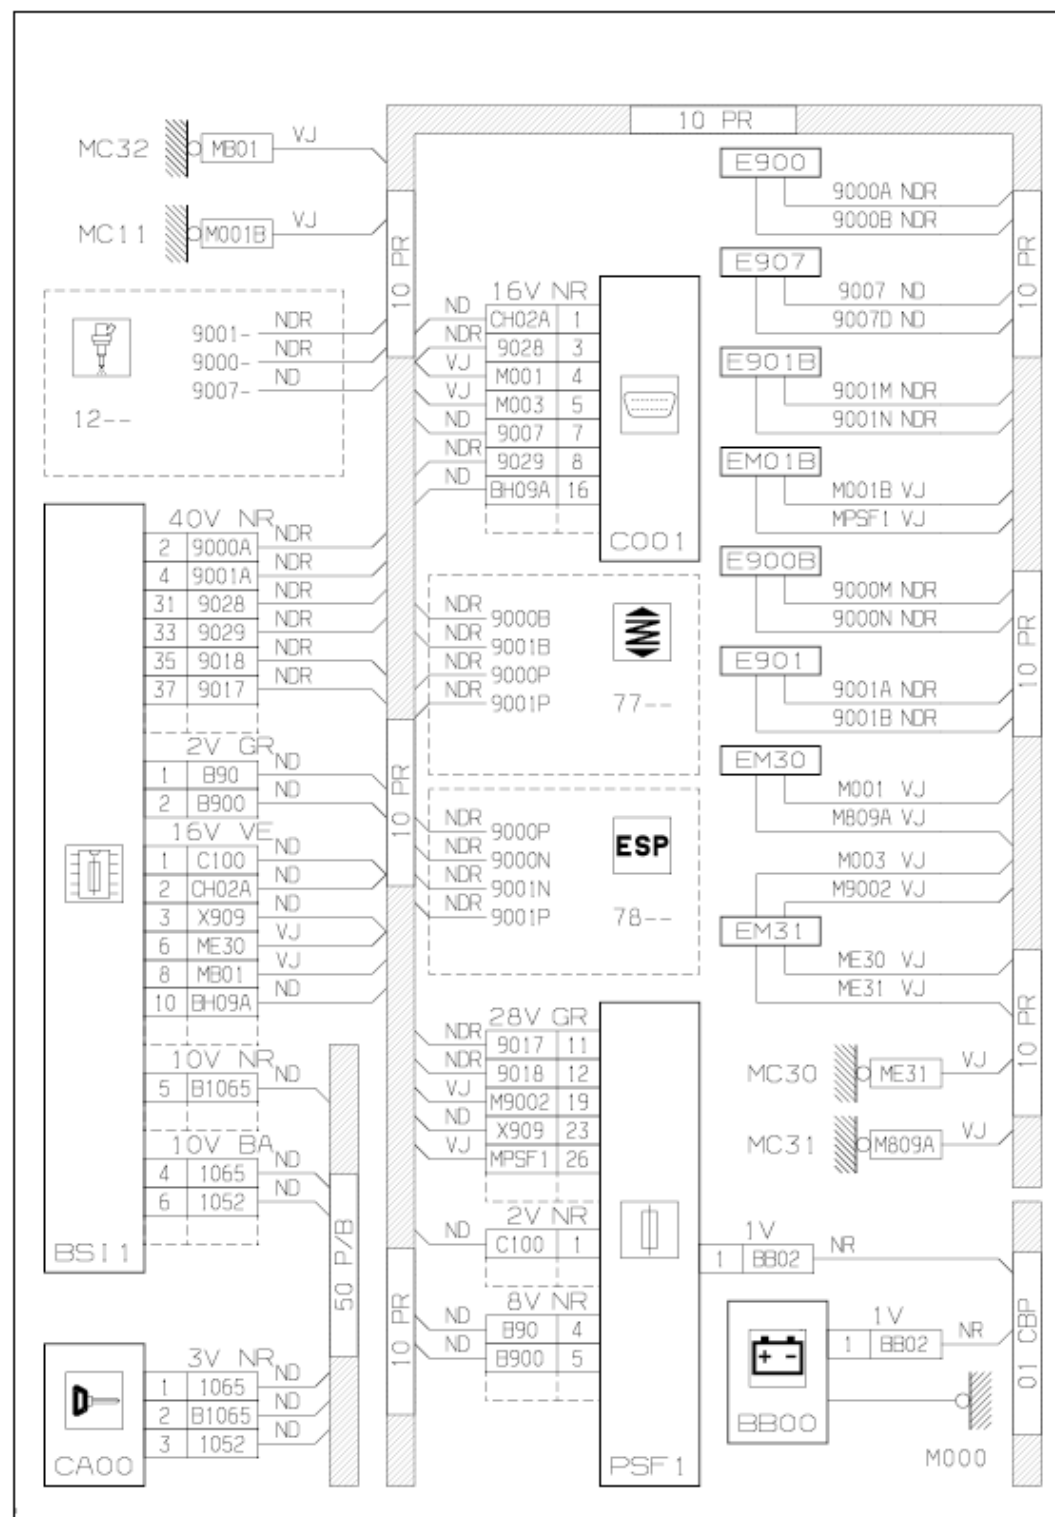 10 PR
MC32 MB01 VJ
MC11 M001B VJ
10 PR
9001- NDR
9000- NDR
9007- ND
12--
BSI1
40V NR
2 9000A NDR
4 9001A NDR
31 9028 NDR
33 9029 NDR
35 9018 NDR
37 9017 NDR
2V GR
1 B90 ND
2 B900 ND
16V VE
1 C100 ND
2 CH02A ND
3 X909 ND
6 ME30 VJ
8 MB01 VJ
10 BH09A ND
10V NR
5 B1065 ND
10V BA
4 1065 ND
6 1052 ND
50 P/B
CA00
3V NR
1 1065 ND
2 B1065 ND
3 1052 ND
10 PR
10 PR
16V NR
ND CH02A 1
NDR 9028 3
VJ M001 4
VJ M003 5
ND 9007 7
NDR 9029 8
ND BH09A 16
C001
NDR 9000B
NDR 9001B
NDR 9000P
NDR 9001P
77--
NDR 9000P
NDR 9000N
NDR 9001N
NDR 9001P
ESP
78--
28V GR
NDR 9017 11
NDR 9018 12
VJ M9002 19
ND X909 23
VJ MPSF1 26
2V NR
ND C100 1
8V NR
ND B90 4
ND B900 5
PSF1
1V
1 BB02 NR
E900
9000A NDR
9000B NDR
E907
9007 ND
9007D ND
10 PR
E901B
9001M NDR
9001N NDR
EM01B
M001B VJ
MPSF1 VJ
E900B
9000M NDR
9000N NDR
10 PR
E901
9001A NDR
9001B NDR
EM30
M001 VJ
M809A VJ
M003 VJ
M9002 VJ
EM31
ME30 VJ
ME31 VJ
10 PR
MC30 ME31 VJ
MC31 M809A VJ
01 CBP
1V
1 BB02 NR
+ -
BB00
M000